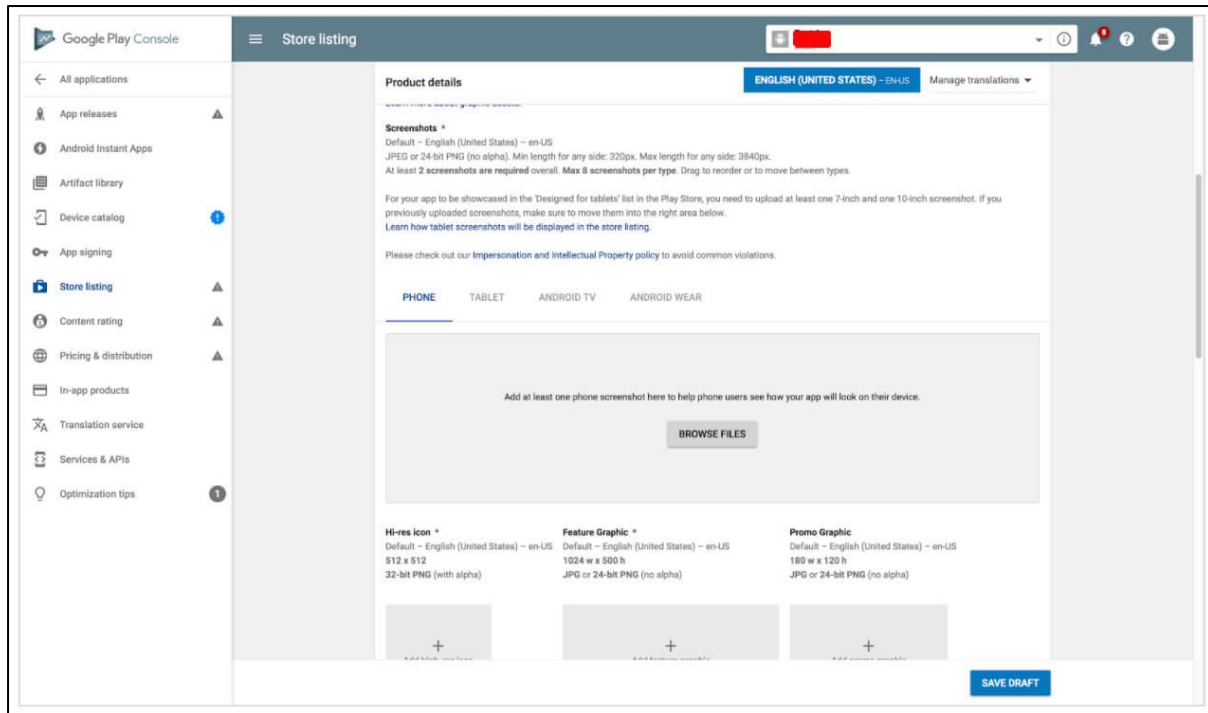 Google Play Console
Store listing
All applications
App releases
Android Instant Apps
Artifact library
Device catalog
App signing
Store listing
Content rating
Pricing & distribution
In-app products
Translation service
Services & APIs
Optimization tips
1
Product details
ENGLISH (UNITED STATES) – EN-US
Manage translations
Learn more about graphic assets.
Screenshots *
Default – English (United States) – en-US
JPEG or 24-bit PNG (no alpha). Min length for any side: 320px. Max length for any side: 3840px.
At least 2 screenshots are required overall. Max 8 screenshots per type. Drag to reorder or to move between types.
For your app to be showcased in the 'Designed for tablets' list in the Play Store, you need to upload at least one 7-inch and one 10-inch screenshot. If you
previously uploaded screenshots, make sure to move them into the right area below.
Learn how tablet screenshots will be displayed in the store listing.
Please check out our Impersonation and Intellectual Property policy to avoid common violations.
PHONE
TABLET
ANDROID TV
ANDROID WEAR
Add at least one phone screenshot here to help phone users see how your app will look on their device.
BROWSE FILES
Hi-res icon *
Default – English (United States) – en-US
512 x 512
32-bit PNG (with alpha)
Feature Graphic *
Default – English (United States) – en-US
1024 w x 500 h
JPG or 24-bit PNG (no alpha)
Promo Graphic
Default – English (United States) – en-US
180 w x 120 h
JPG or 24-bit PNG (no alpha)
SAVE DRAFT